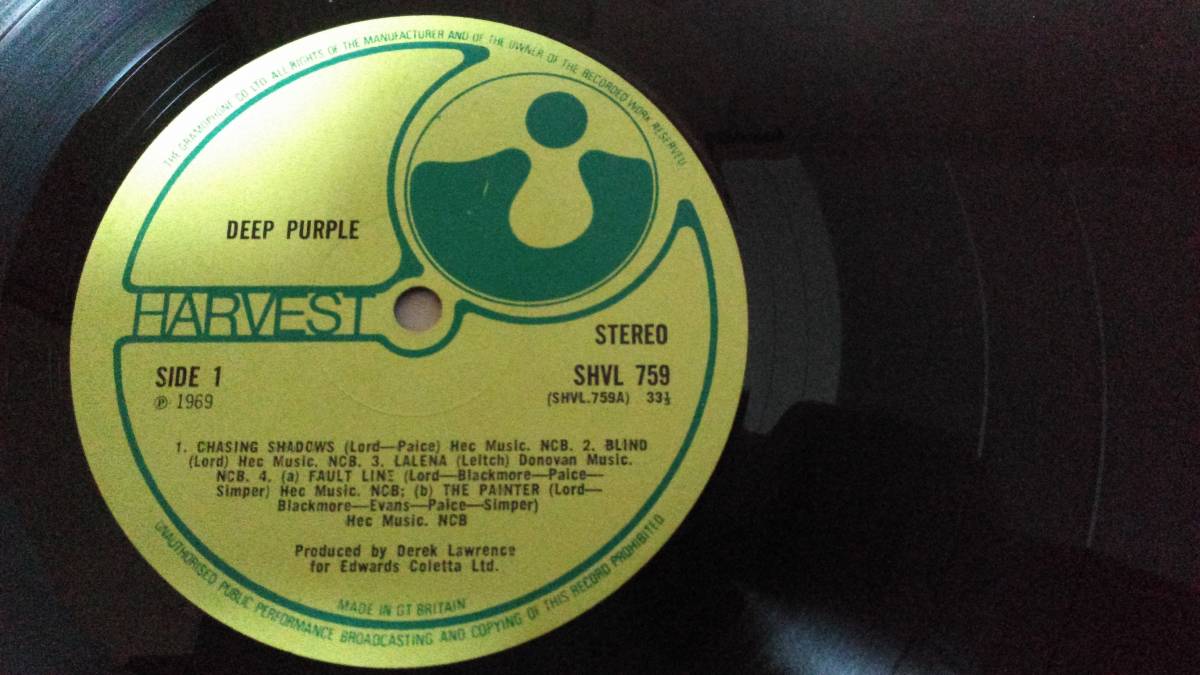 THE GRAMOPHONE CO LTD. ALL RIGHTS OF THE MANUFACTURER AND OF THE OWNER OF THE RECORDED WORK RESERVED
DEEP PURPLE
HARVEST
STEREO
SIDE 1
SHVL 759
℗ 1969
(SHVL.759A) 33⅓
1. CHASING SHADOWS (Lord—Paice) Hec Music. NCB. 2. BLIND
(Lord) Hec Music. NCB. 3. LALENA (Leitch) Donovan Music.
NCB. 4. (a) FAULT LINE (Lord—Blackmore—Paice—
Simper) Hec Music. NCB; (b) THE PAINTER (Lord—
Blackmore—Evans—Paice—Simper)
Hec Music. NCB
Produced by Derek Lawrence
for Edwards Coletta Ltd.
MADE IN GT BRITAIN
UNAUTHORISED PUBLIC PERFORMANCE BROADCASTING AND COPYING OF THIS RECORD PROHIBITED